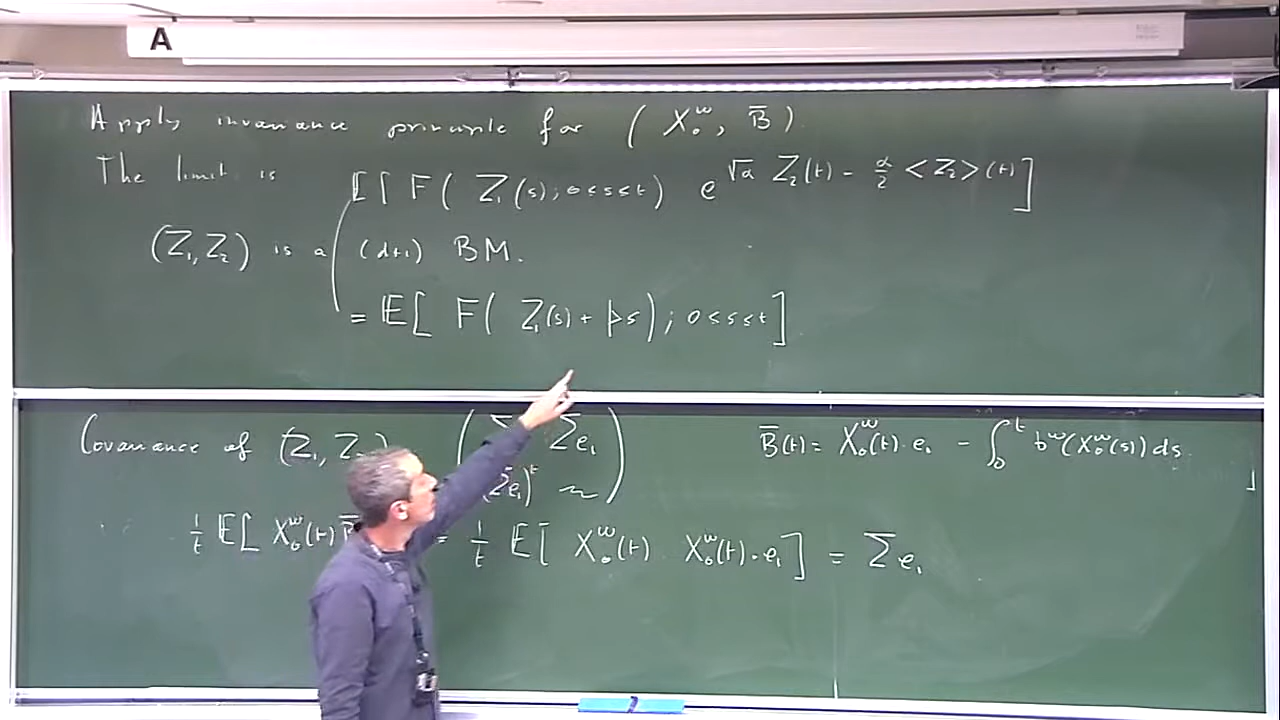 A
Apply invariance principle for ( X₀^ω, B̄ )
The limit is E[ F( Z₁(s); 0≤s≤t) e^{√α Z₂(t) - α/2 <Z₂>(t)} ]
(Z₁, Z₂) is a (d+1) BM.
= E[ F( Z₁(s) + βs); 0≤s≤t ]
Covariance of (Z₁, Z₂) ( Σ Σe₁
B̄(t) = X₀^ω(t)·e₁ - ∫₀^t b^ω(X₀^ω(s)) ds
(Σe₁)^t ~ )
1/t E[ X₀^ω(t) B̄ = 1/t E[ X₀^ω(t) X₀^ω(t)·e₁ ] = Σe₁